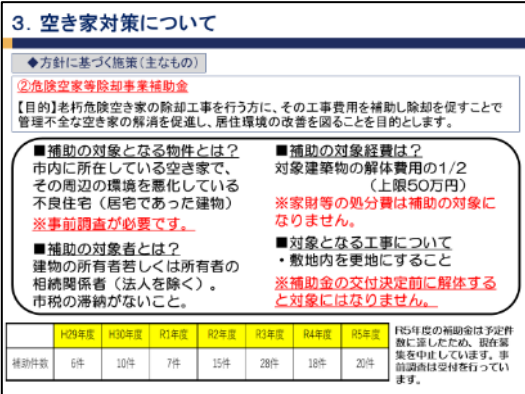 3．空き家対策について
◆方針に基づく施策（主なもの）
②危険空家等除却事業補助金
【目的】老朽危険空き家の除却工事を行う方に、その工事費用を補助し除却を促すことで
管理不全な空き家の解消を促進し、居住環境の改善を図ることを目的とします。
■補助の対象となる物件とは？
市内に所在している空き家で、
その周辺の環境を悪化している
不良住宅（居宅であった建物）
※事前調査が必要です。
■補助の対象者とは？
建物の所有者若しくは所有者の
相続関係者（法人を除く）。
市税の滞納がないこと。
■補助の対象経費は？
対象建築物の解体費用の1/2
（上限50万円）
※家財等の処分費は補助の対象に
なりません。
■対象となる工事について
・敷地内を更地にすること
※補助金の交付決定前に解体する
と対象にはなりません。
H29年度 H30年度 R1年度 R2年度 R3年度 R4年度 R5年度
補助件数 6件 10件 7件 15件 28件 18件 20件
R5年度の補助金は予定件
数に達したため、現在募
集を中止しています。事
前調査は受付を行ってい
ます。